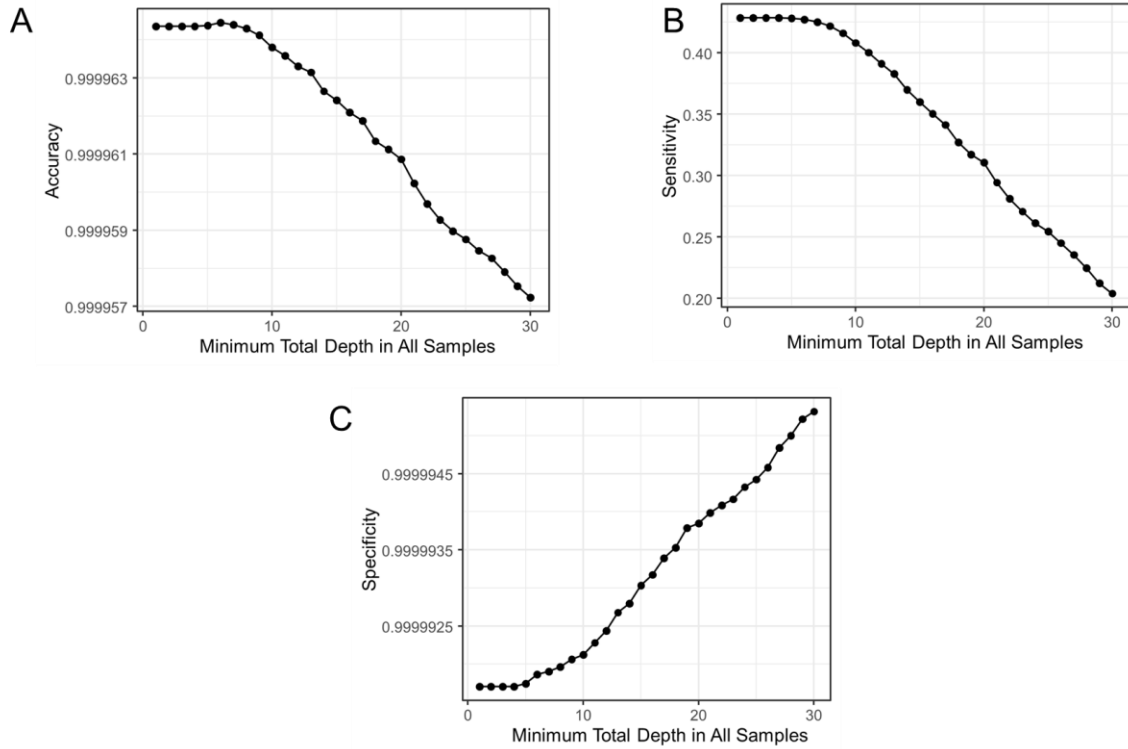 A
Accuracy
0.999963
0.999961
0.999959
0.999957
0 10 20 30
Minimum Total Depth in All Samples
B
Sensitivity
0.40
0.35
0.30
0.25
0.20
0 10 20 30
Minimum Total Depth in All Samples
C
Specificity
0.9999945
0.9999935
0.9999925
0 10 20 30
Minimum Total Depth in All Samples